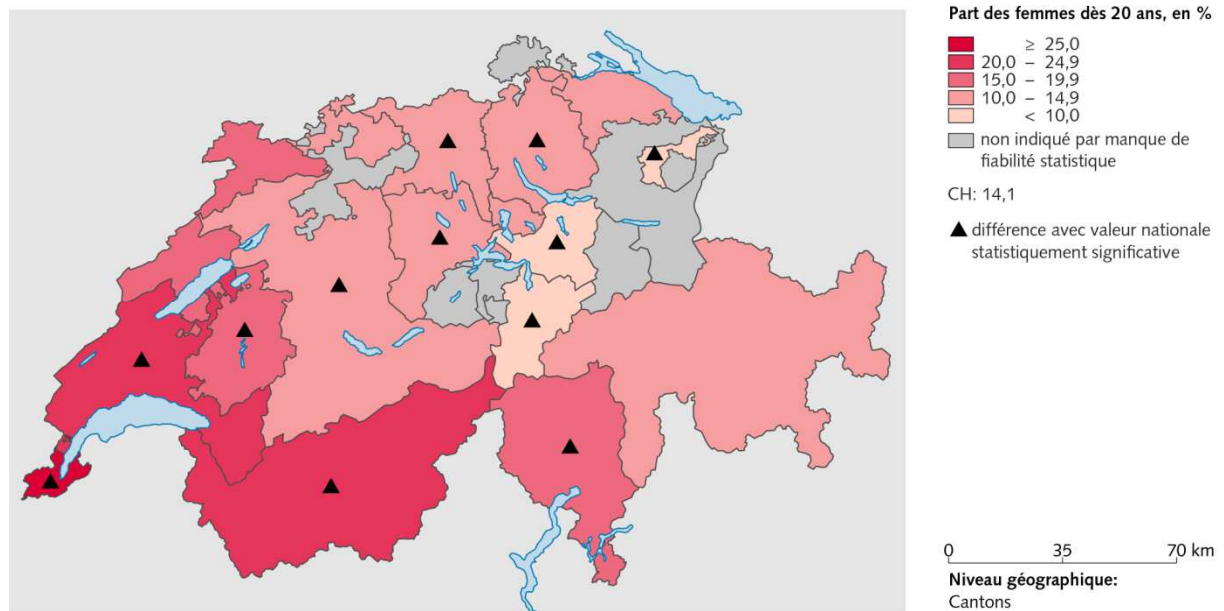 Part des femmes dès 20 ans, en %
≥ 25,0
20,0 – 24,9
15,0 – 19,9
10,0 – 14,9
< 10,0
non indiqué par manque de
fiabilité statistique
CH: 14,1
différence avec valeur nationale
statistiquement significative
0 35 70 km
Niveau géographique:
Cantons